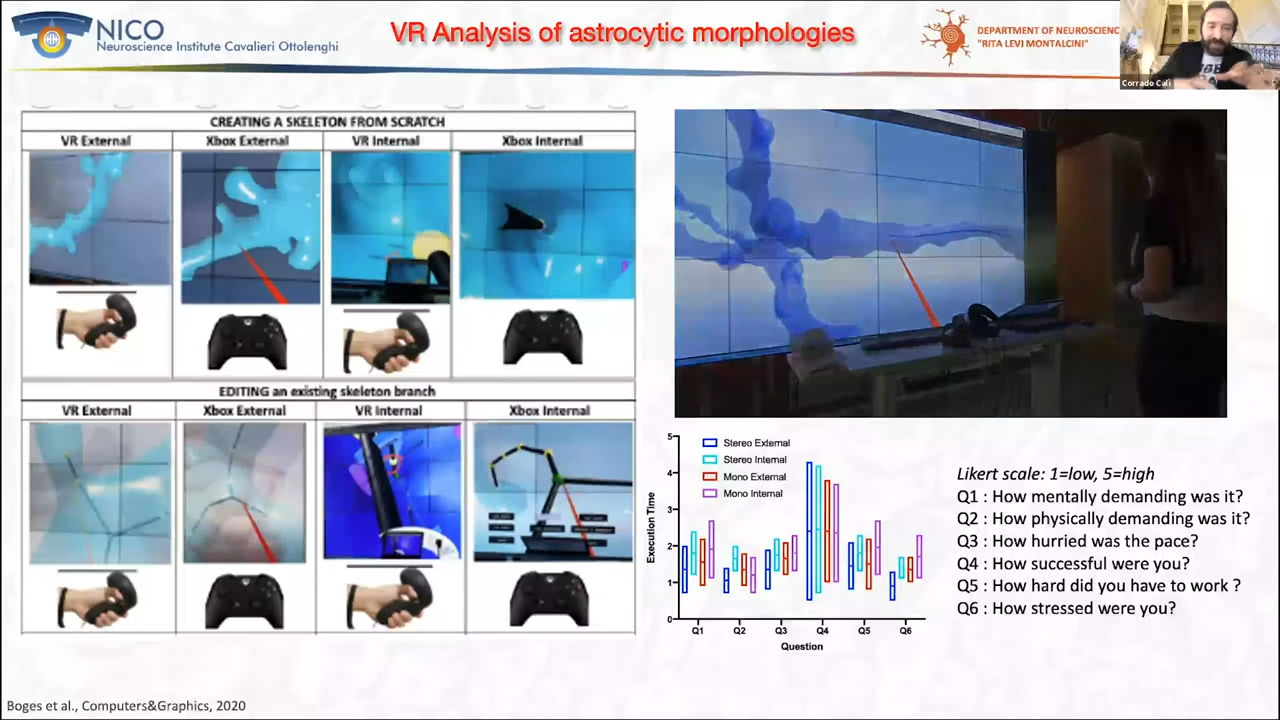 NICO
Neuroscience Institute Cavalieri Ottolenghi
VR Analysis of astrocytic morphologies
DEPARTMENT OF NEUROSCIENC
"RITA LEVI MONTALCINI"
Corrado Calì
CREATING A SKELETON FROM SCRATCH
VR External Xbox External VR Internal Xbox Internal
EDITING an existing skeleton branch
VR External Xbox External VR Internal Xbox Internal
5
4
3
2
1
0
Execution Time
Stereo External
Stereo Internal
Mono External
Mono Internal
Q1 Q2 Q3 Q4 Q5 Q6
Question
Likert scale: 1=low, 5=high
Q1 : How mentally demanding was it?
Q2 : How physically demanding was it?
Q3 : How hurried was the pace?
Q4 : How successful were you?
Q5 : How hard did you have to work ?
Q6 : How stressed were you?
Boges et al., Computers&Graphics, 2020